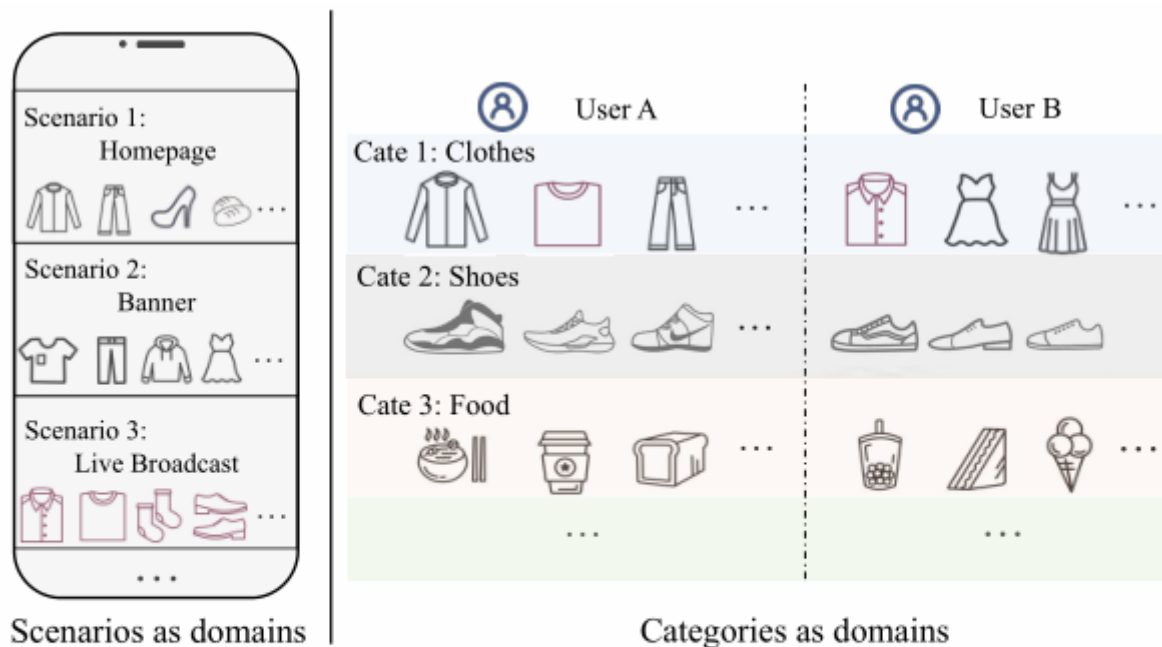 Scenario 1:
Homepage
...
Scenario 2:
Banner
...
Scenario 3:
Live Broadcast
...
...
Scenarios as domains
User A
User B
Cate 1: Clothes
...
...
Cate 2: Shoes
...
Cate 3: Food
...
...
...
...
Categories as domains